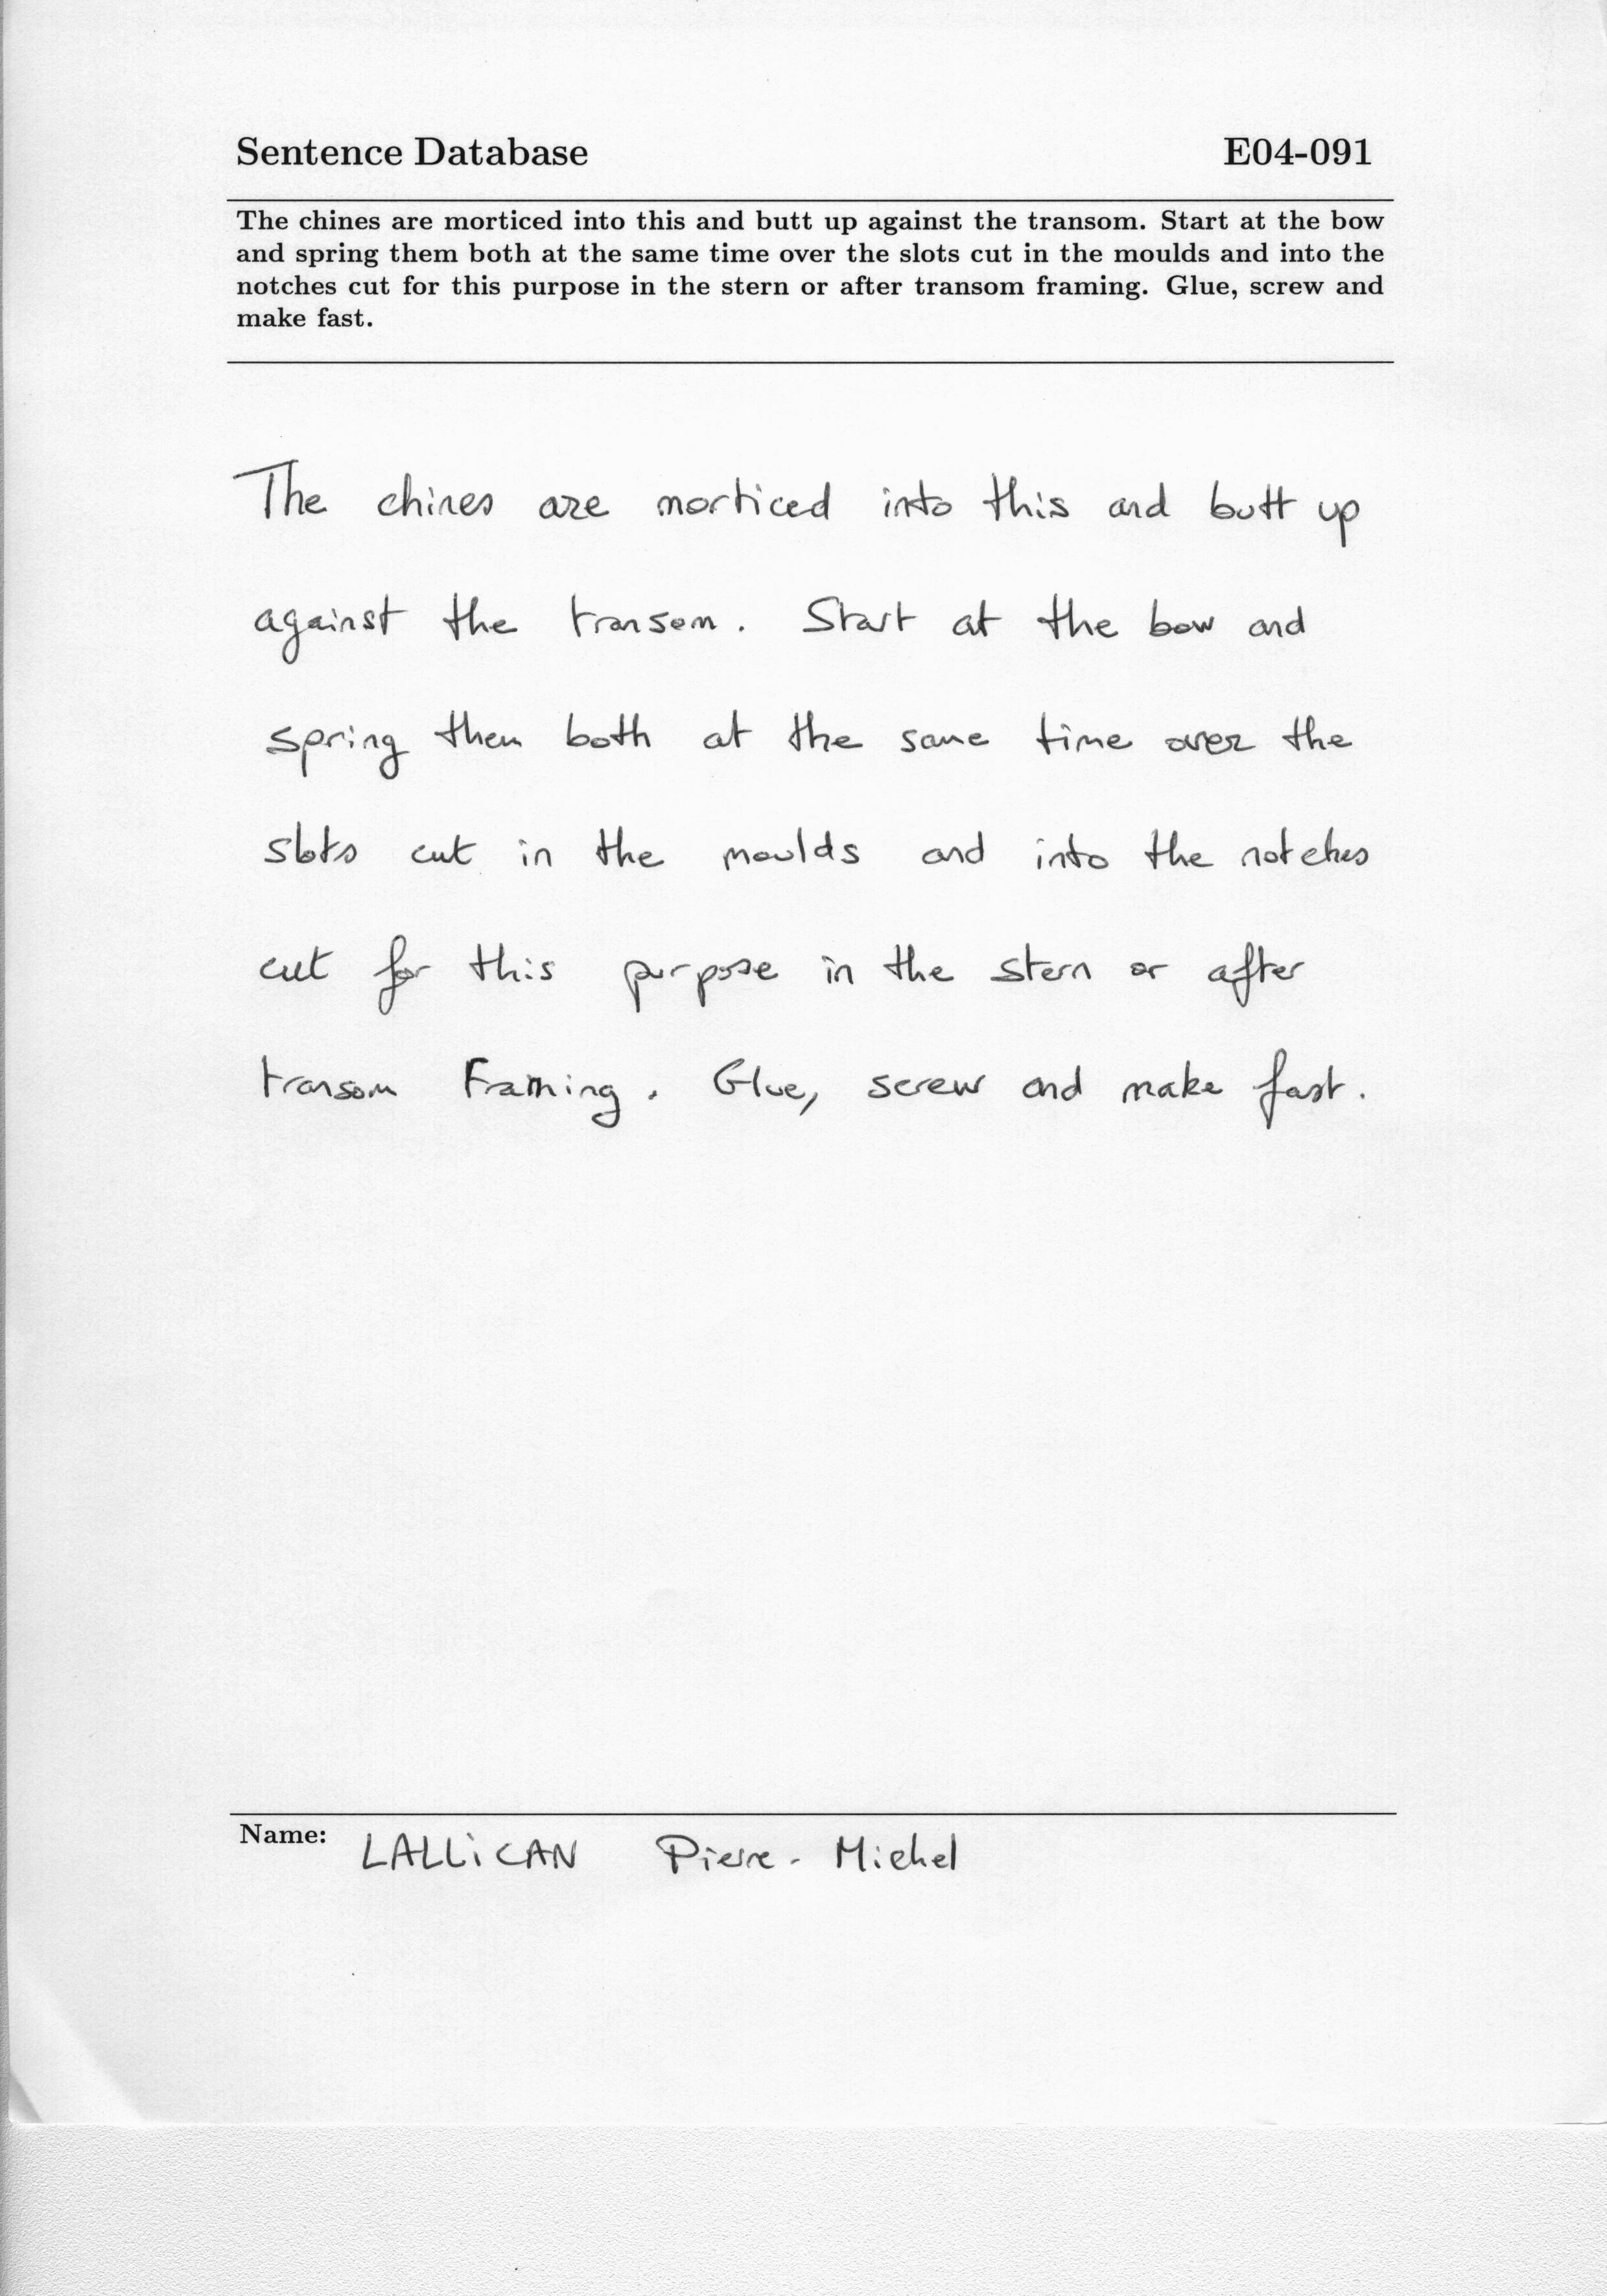 Sentence Database E04-091
The chines are morticed into this and butt up against the transom. Start at the bow
and spring them both at the same time over the slots cut in the moulds and into the
notches cut for this purpose in the stern or after transom framing. Glue, screw and
make fast.
The chines are morticed into this and butt up
against the transom. Start at the bow and
spring them both at the same time over the
slots cut in the moulds and into the notches
cut for this purpose in the stern or after
transom Framing. Glue, screw and make fast.
Name: LALLiCAN Pierre-Michel